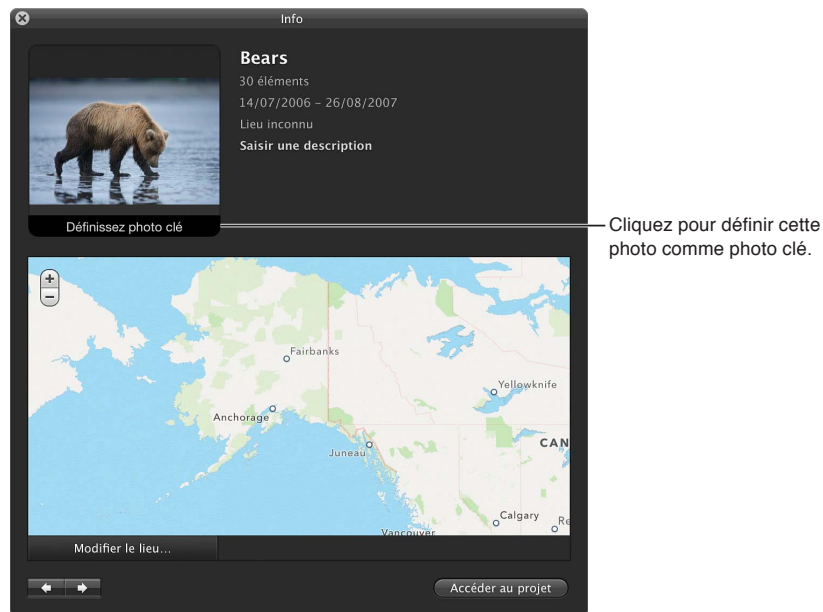 Info
Bears
30 éléments
14/07/2006 – 26/08/2007
Lieu inconnu
Saisir une description
Définissez photo clé
Cliquez pour définir cette
photo comme photo clé.
+
−
Fairbanks
Yellowknife
Anchorage
CAN
Juneau
Calgary
Re
Vancouver
Modifier le lieu...
Accéder au projet